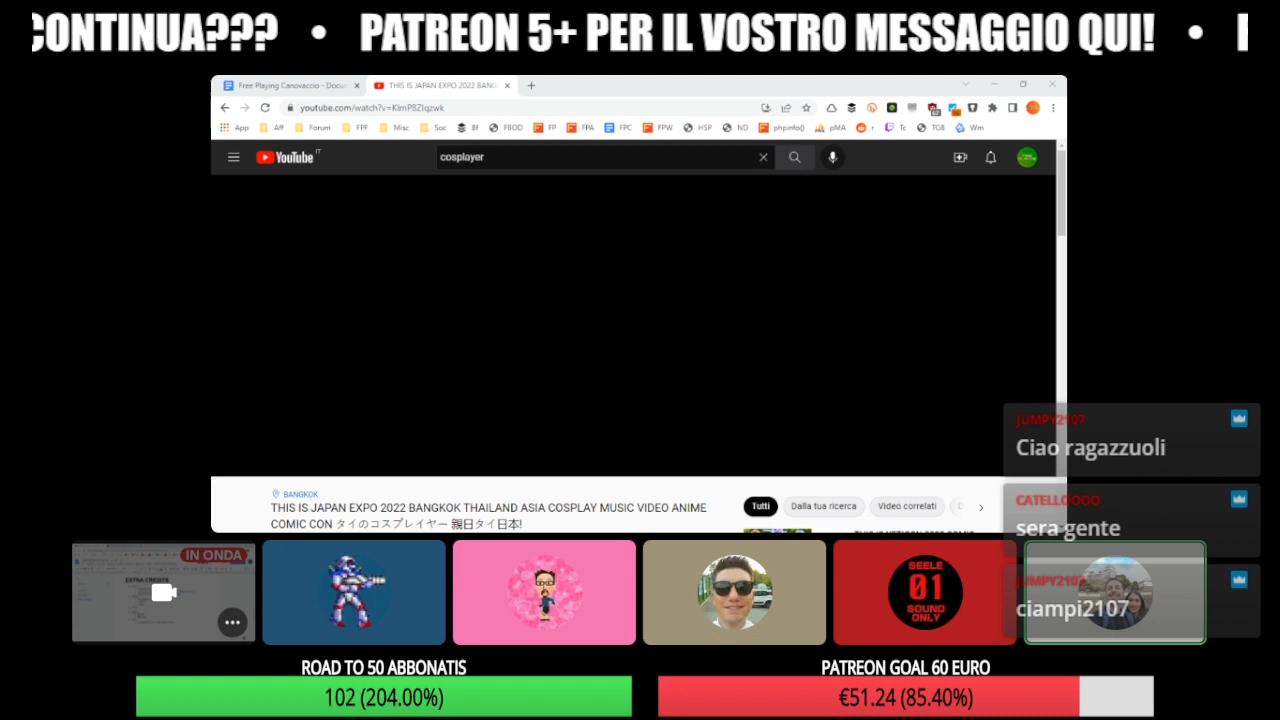 CONTINUA??? • PATREON 5+ PER IL VOSTRO MESSAGGIO QUI! •
Free Playing Canovaccio - Docu
THIS IS JAPAN EXPO 2022 BANG
youtube.com/watch?v=KlmP8ZIqzwk
App Aff Forum FPF Misc Soc Bf FBOD FP FPA FPC FPW HSP ND phpinfo() pMA r Tc TGB Wm
YouTube IT
cosplayer
BANGKOK
THIS IS JAPAN EXPO 2022 BANGKOK THAILAND ASIA COSPLAY MUSIC VIDEO ANIME
COMIC CON タイのコスプレイヤー 親日タイ日本!
Tutti Dalla tua ricerca Video correlati
JUMPY2107
Ciao ragazzuoli
CATELLOODO
sera gente
JUMPY2107
ciampi2107
IN ONDA
EXTRA CREDITS
SEELE
01
SOUND
ONLY
ROAD TO 50 ABBONATIS
102 (204.00%)
PATREON GOAL 60 EURO
€51.24 (85.40%)